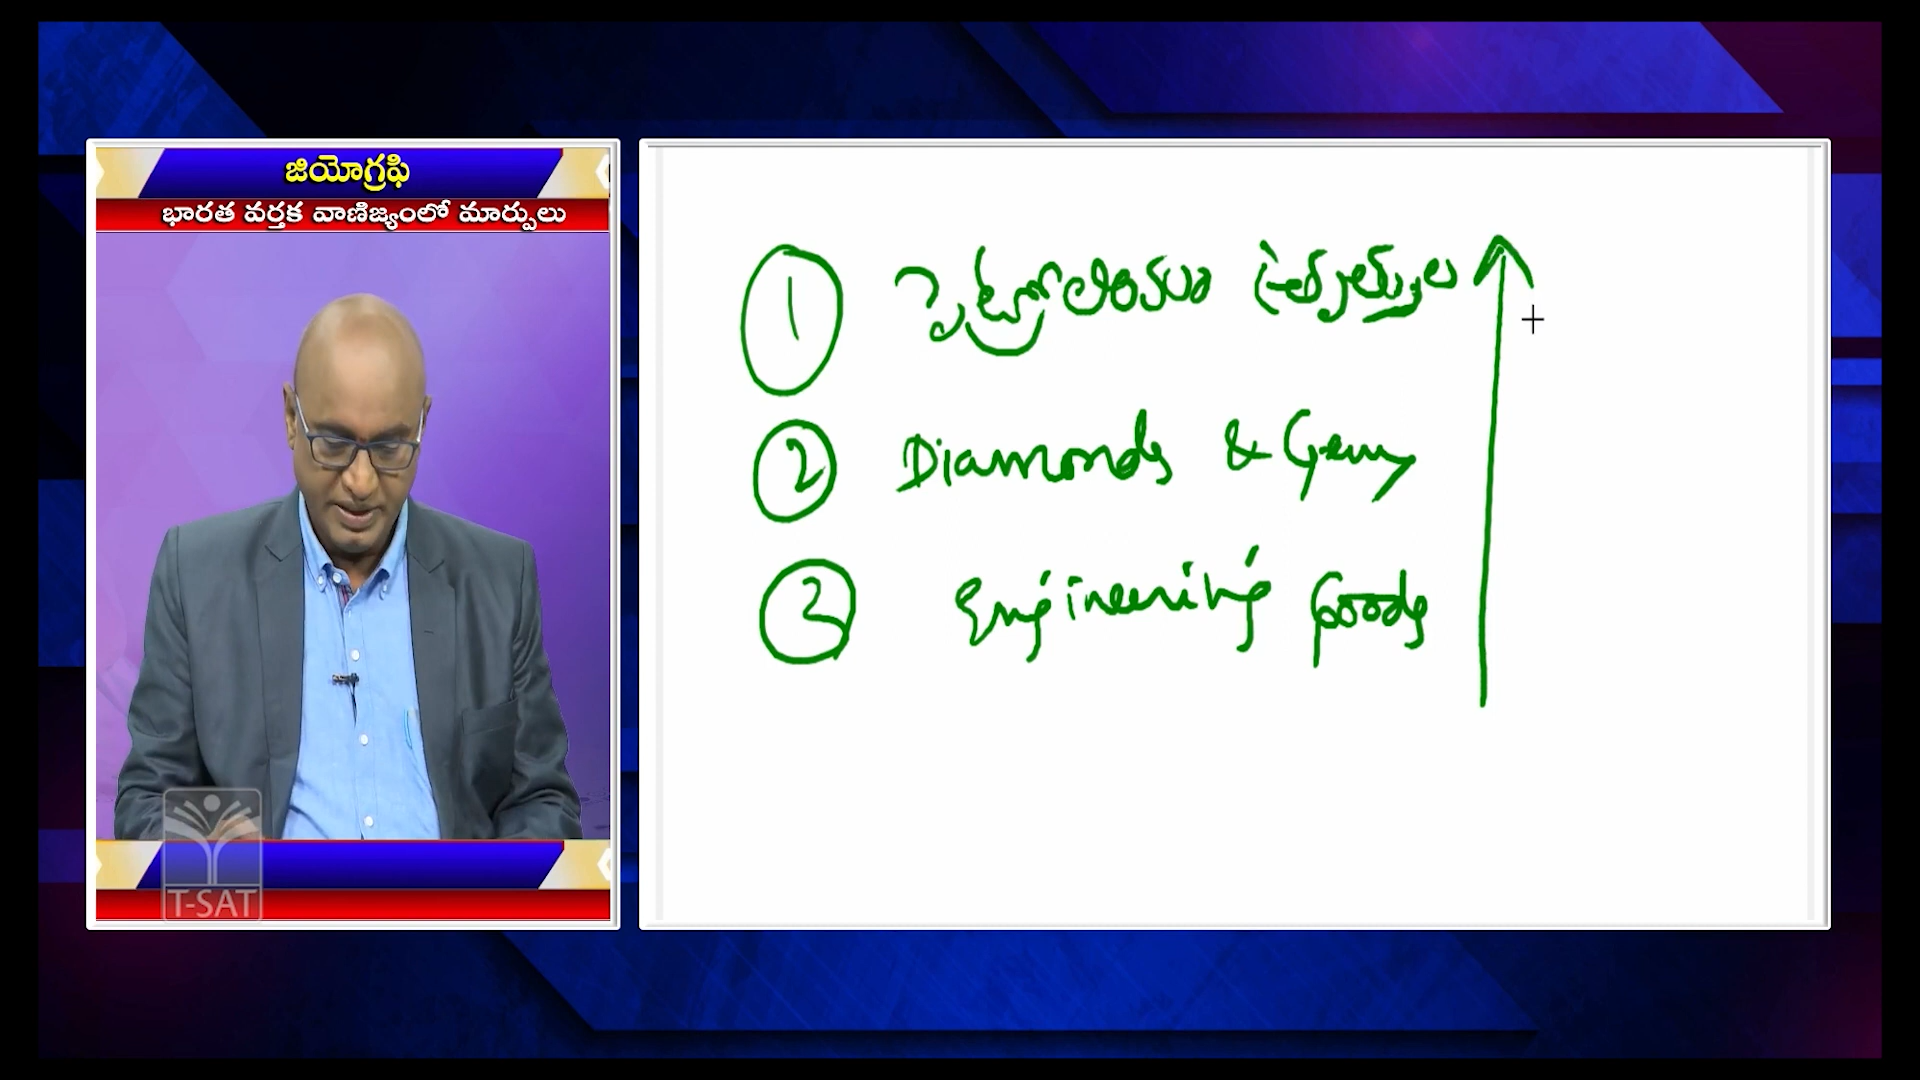 జియోగ్రఫి
భారత వర్తక వాణిజ్యంలో మార్పులు
1 పెట్రోలియం ఉత్పత్తుల
2 Diamonds & Gems
3 Engineering Goods
T-SAT